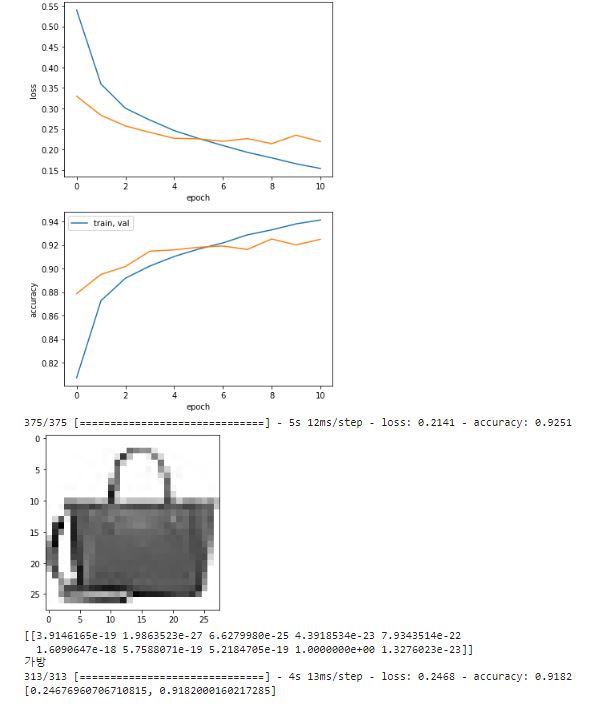 0.55
0.50
0.45
0.40
0.35
0.30
0.25
0.20
0.15
loss
0 2 4 6 8 10
epoch
train, val
0.94
0.92
0.90
0.88
0.86
0.84
0.82
accuracy
0 2 4 6 8 10
epoch
375/375 [==============================] - 5s 12ms/step - loss: 0.2141 - accuracy: 0.9251
0
5
10
15
20
25
0 5 10 15 20 25
[[3.9146165e-19 1.9863523e-27 6.6279980e-25 4.3918534e-23 7.9343514e-22
1.6090647e-18 5.7588071e-19 5.2184705e-19 1.0000000e+00 1.3276023e-23]]
가방
313/313 [==============================] - 4s 13ms/step - loss: 0.2468 - accuracy: 0.9182
[0.24676960706710815, 0.9182000160217285]